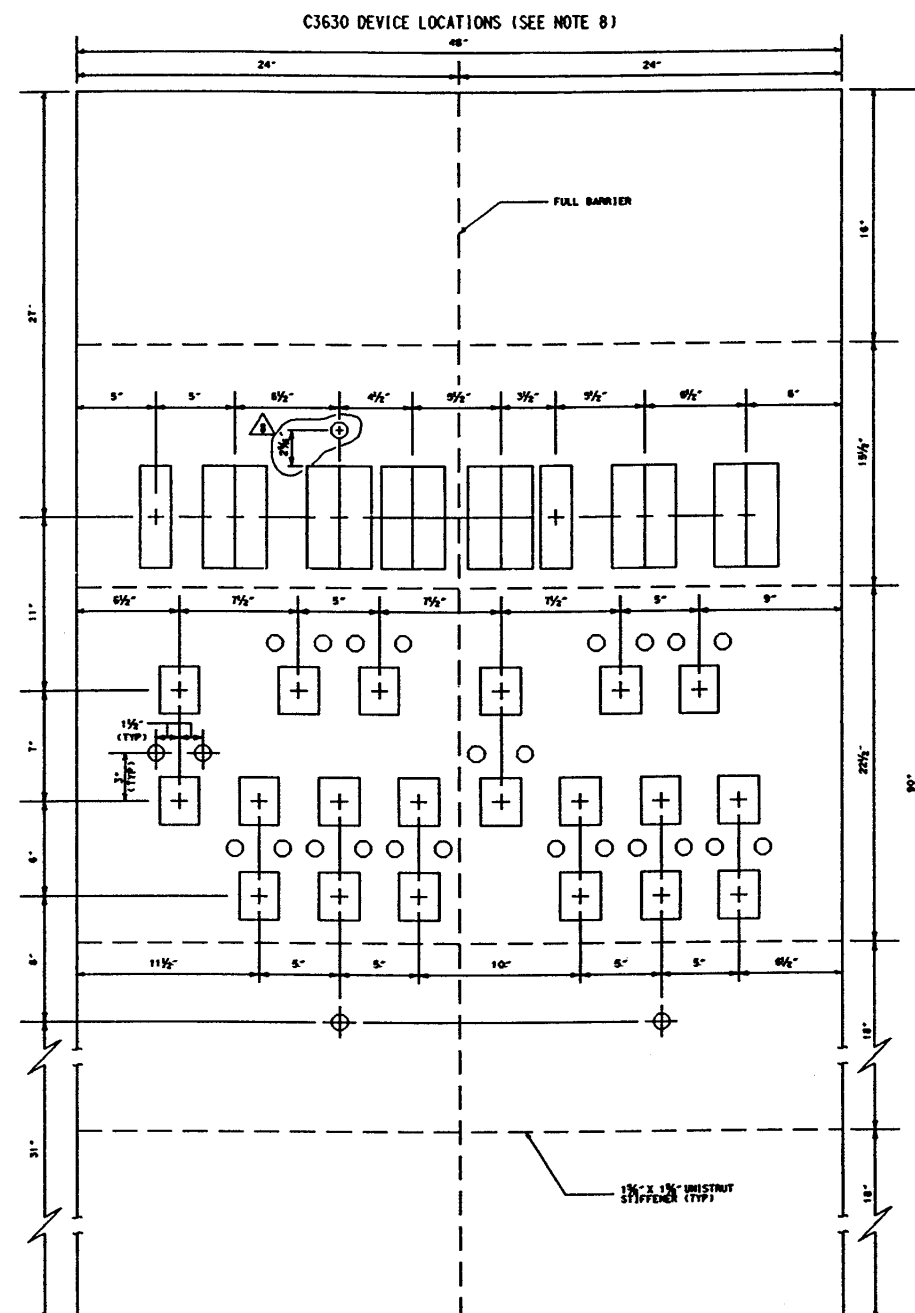 C3630 DEVICE LOCATIONS (SEE NOTE 8)
48"
24" 24"
FULL BARRIER
16"
27"
5" 5" 6½" 4½" 5½" 3½" 5½" 6½" 6"
15½"
11"
6½" 7½" 5" 7½" 7½" 5" 9"
1½"
(TYP)
7"
3"
(TYP)
22½"
90"
6"
8"
11½" 5" 5" 10" 5" 5" 6½"
18"
31"
1⅝" X 1⅝" UNISTRUT
STIFFENER (TYP)
18"